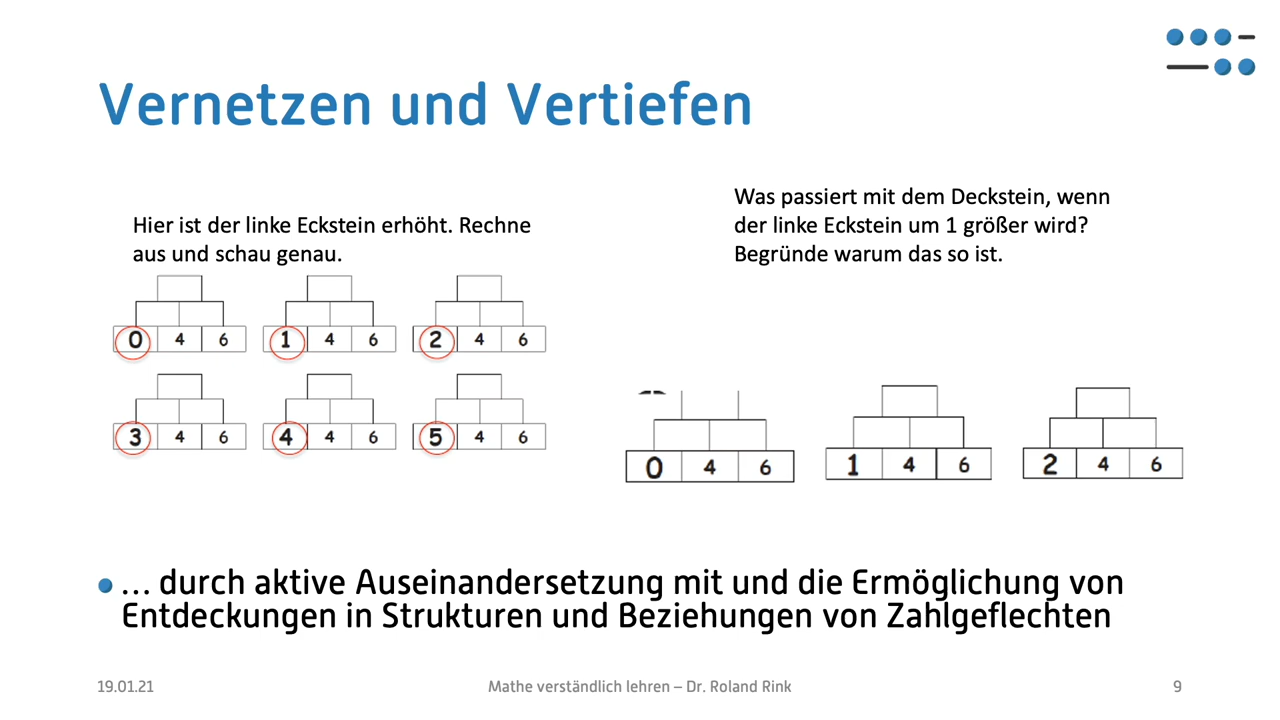 Vernetzen und Vertiefen
Hier ist der linke Eckstein erhöht. Rechne
aus und schau genau.
0 4 6 1 4 6 2 4 6
3 4 6 4 4 6 5 4 6
Was passiert mit dem Deckstein, wenn
der linke Eckstein um 1 größer wird?
Begründe warum das so ist.
0 4 6 1 4 6 2 4 6
... durch aktive Auseinandersetzung mit und die Ermöglichung von
Entdeckungen in Strukturen und Beziehungen von Zahlgeflechten
19.01.21 Mathe verständlich lehren – Dr. Roland Rink 9